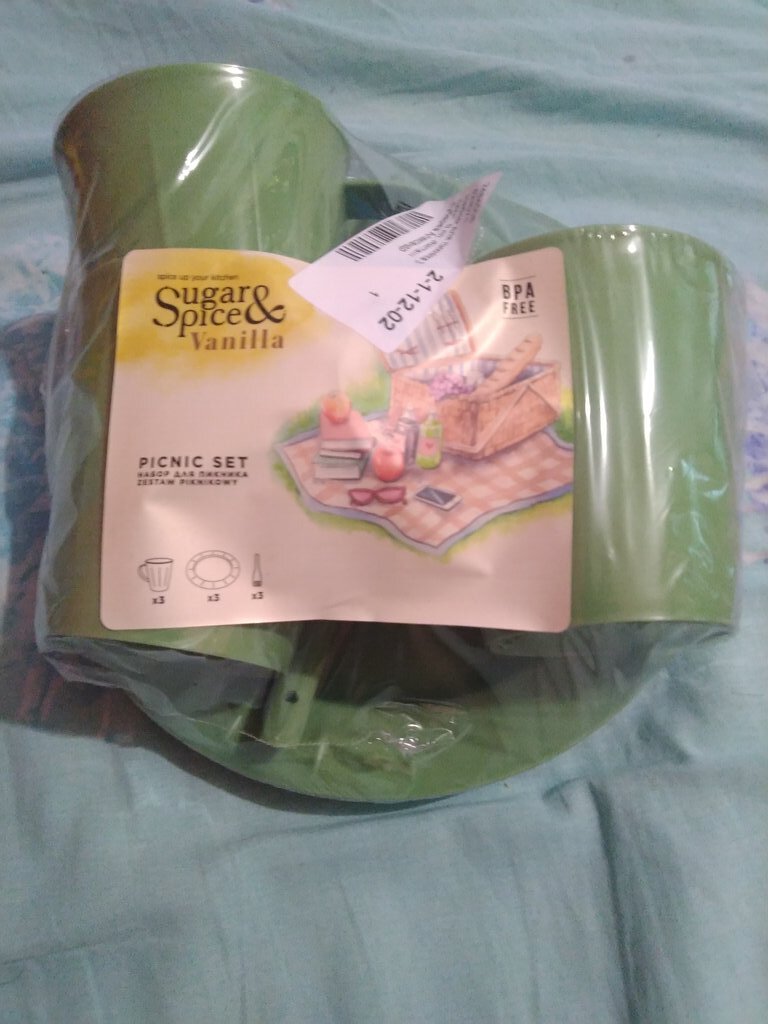 spice up your kitchen
Sugar &
Spice
Vanilla
BPA
FREE
2-1-12-02
1
PICNIC SET
НАБОР ДЛЯ ПИКНИКА
ZESTAW PIKNIKOWY
x3
x3
x3